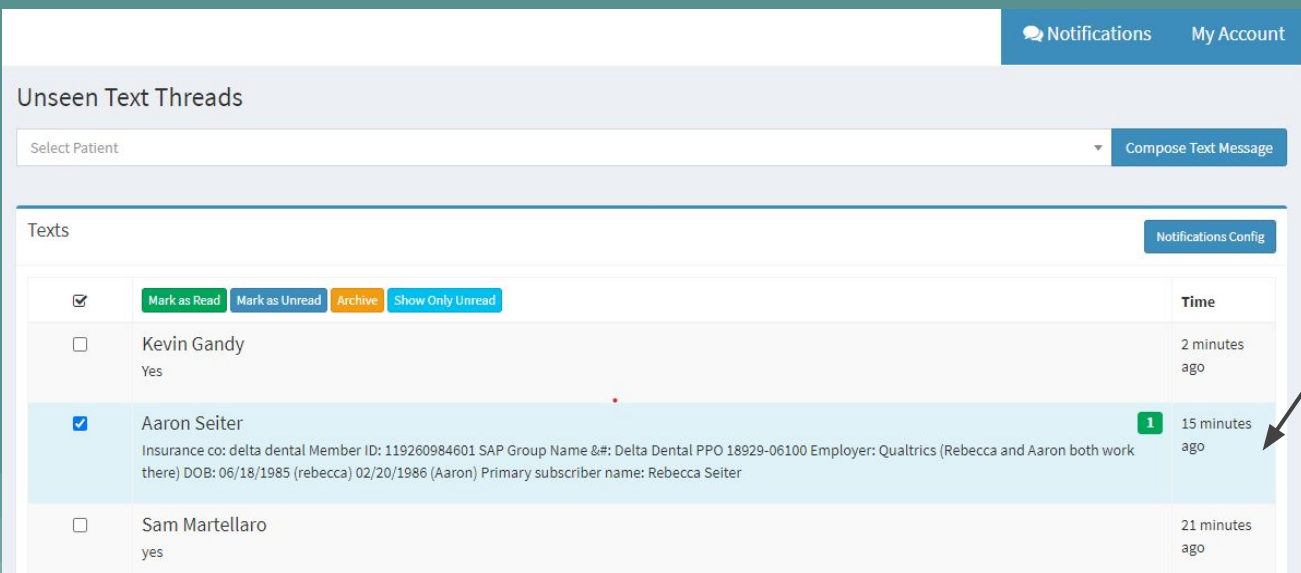 Notifications My Account
Unseen Text Threads
Select Patient Compose Text Message
Texts Notifications Config
Mark as Read Mark as Unread Archive Show Only Unread Time
Kevin Gandy 2 minutes
Yes ago
Aaron Seiter 1 15 minutes
Insurance co: delta dental Member ID: 119260984601 SAP Group Name &#: Delta Dental PPO 18929-06100 Employer: Qualtrics (Rebecca and Aaron both work ago
there) DOB: 06/18/1985 (rebecca) 02/20/1986 (Aaron) Primary subscriber name: Rebecca Seiter
Sam Martellaro 21 minutes
yes ago